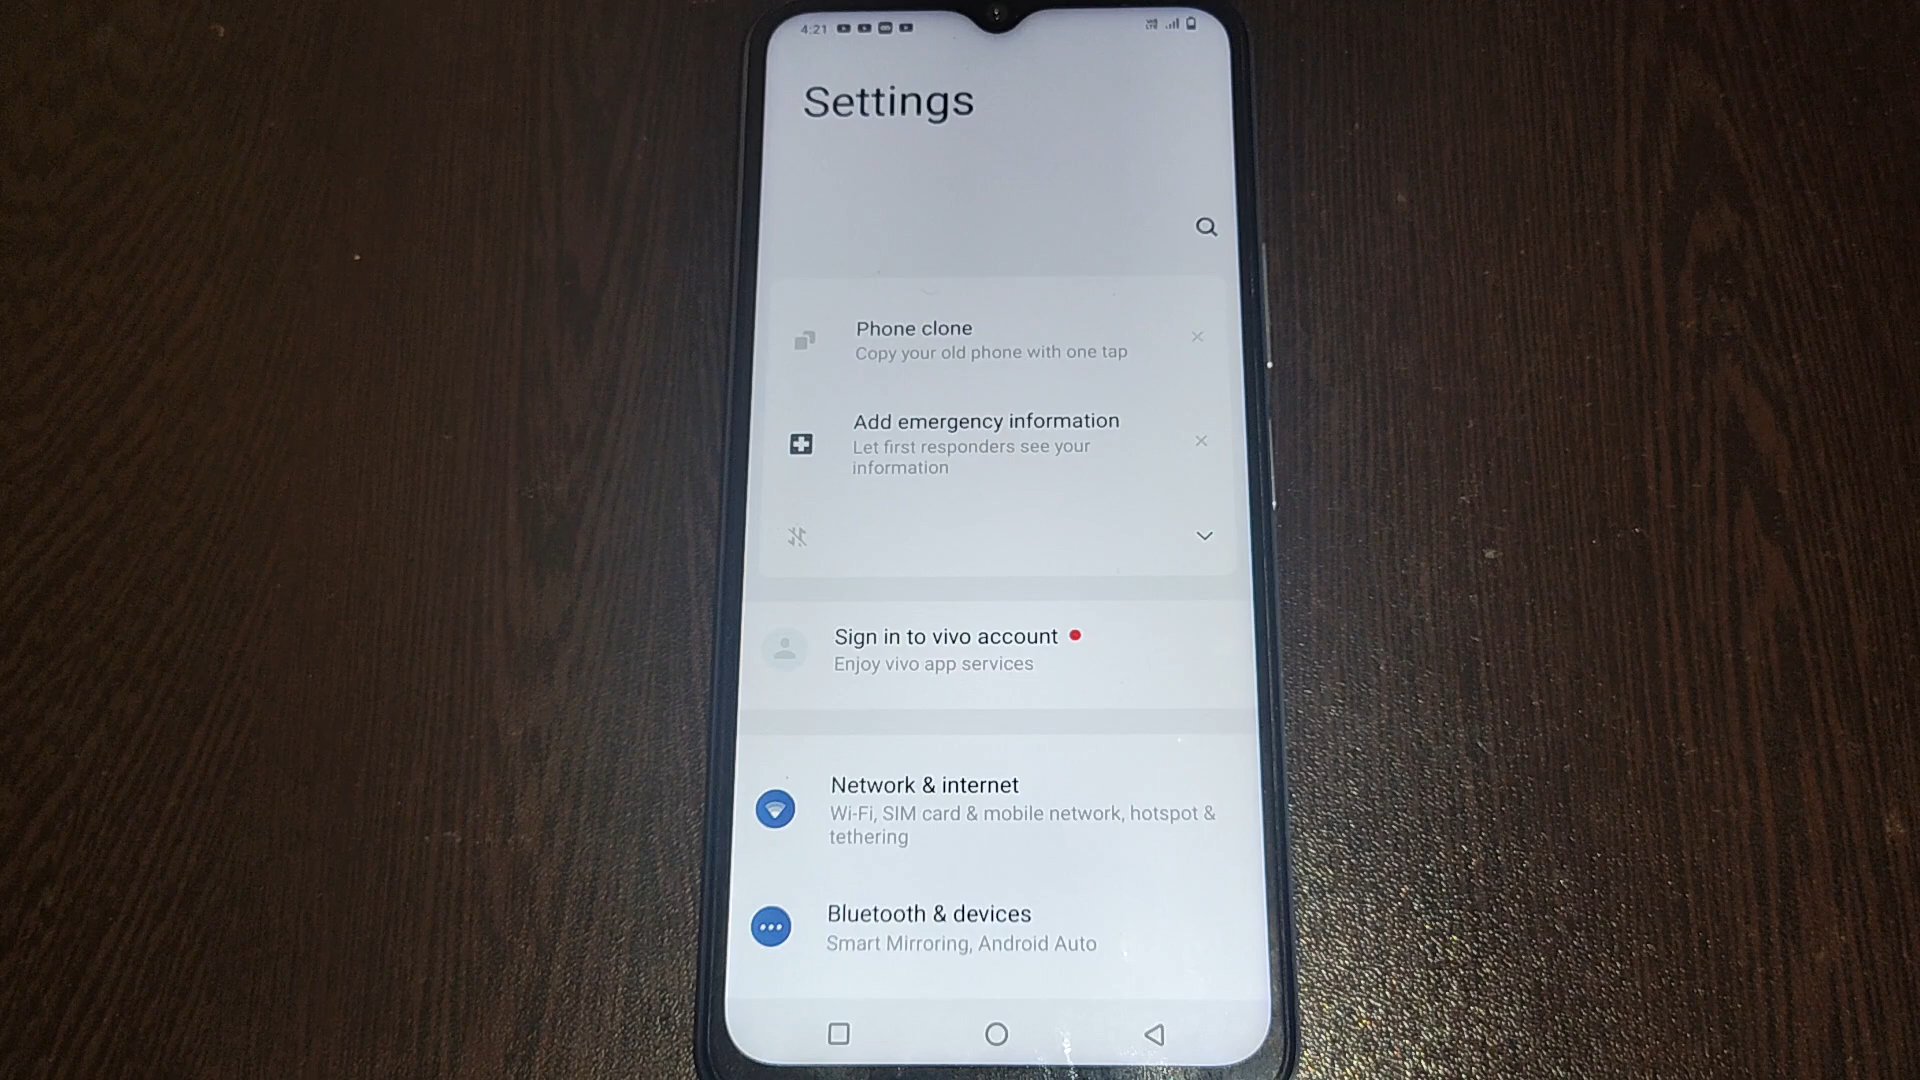 4:21
Settings
Phone clone
Copy your old phone with one tap
Add emergency information
Let first responders see your
information
Sign in to vivo account
Enjoy vivo app services
Network & internet
Wi-Fi, SIM card & mobile network, hotspot &
tethering
Bluetooth & devices
Smart Mirroring, Android Auto